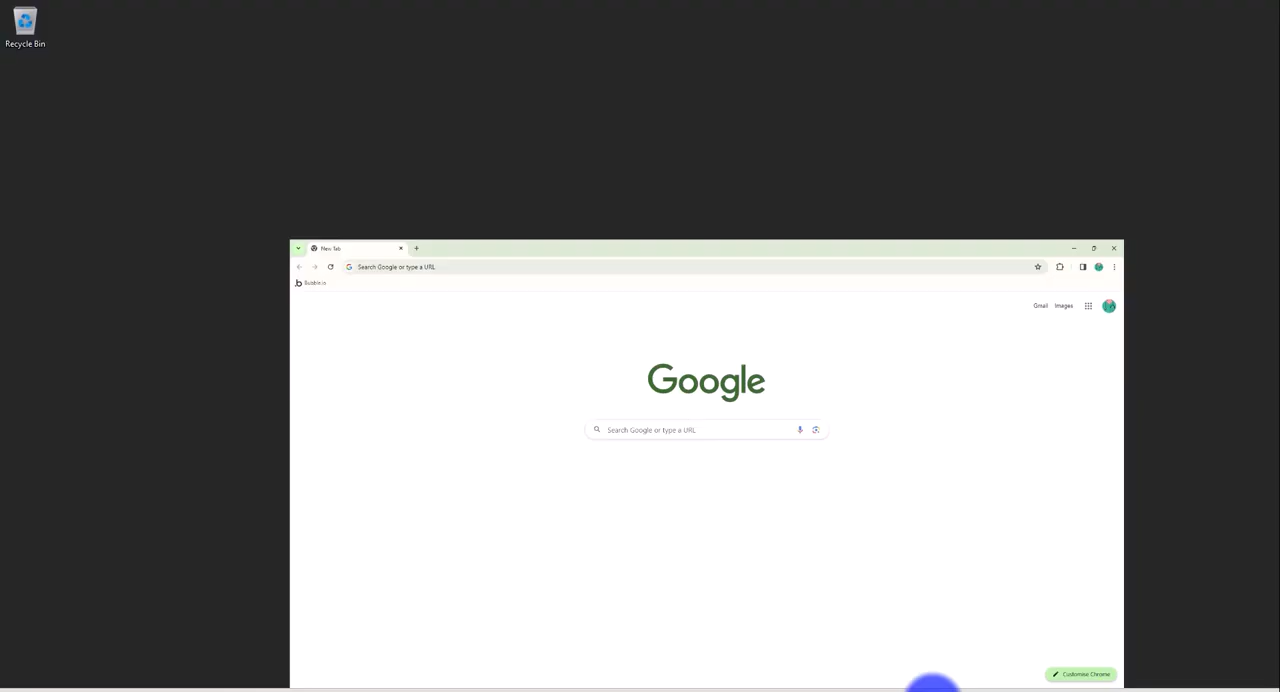 Recycle Bin
New Tab
Search Google or type a URL
Bubble.io
Gmail Images
Google
Search Google or type a URL
Customise Chrome